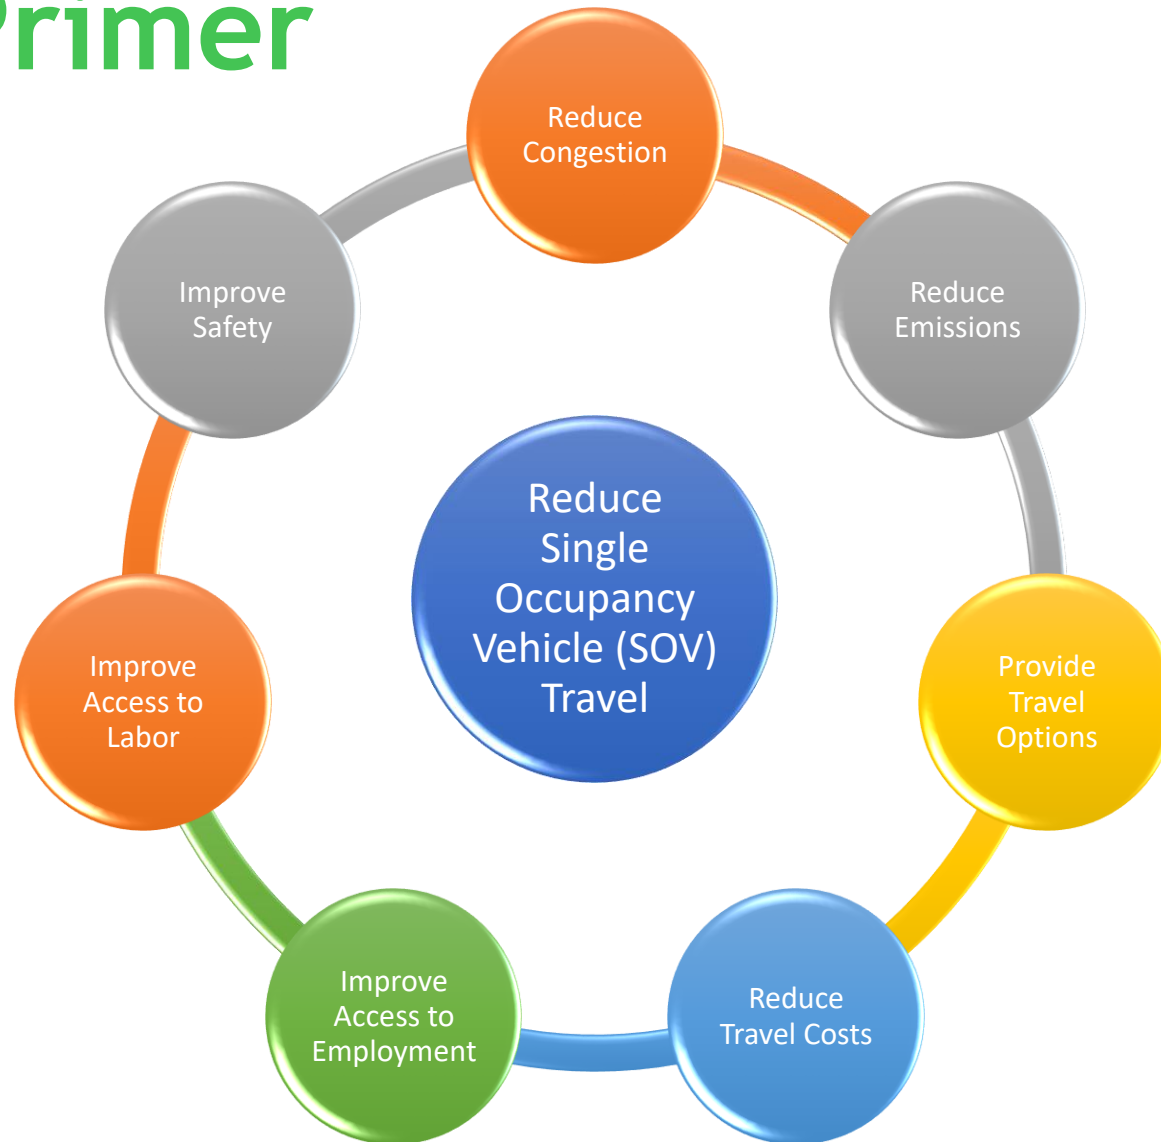 Primer
Reduce
Congestion
Reduce
Emissions
Provide
Travel
Options
Reduce
Travel Costs
Improve
Access to
Employment
Improve
Access to
Labor
Improve
Safety
Reduce
Single
Occupancy
Vehicle (SOV)
Travel